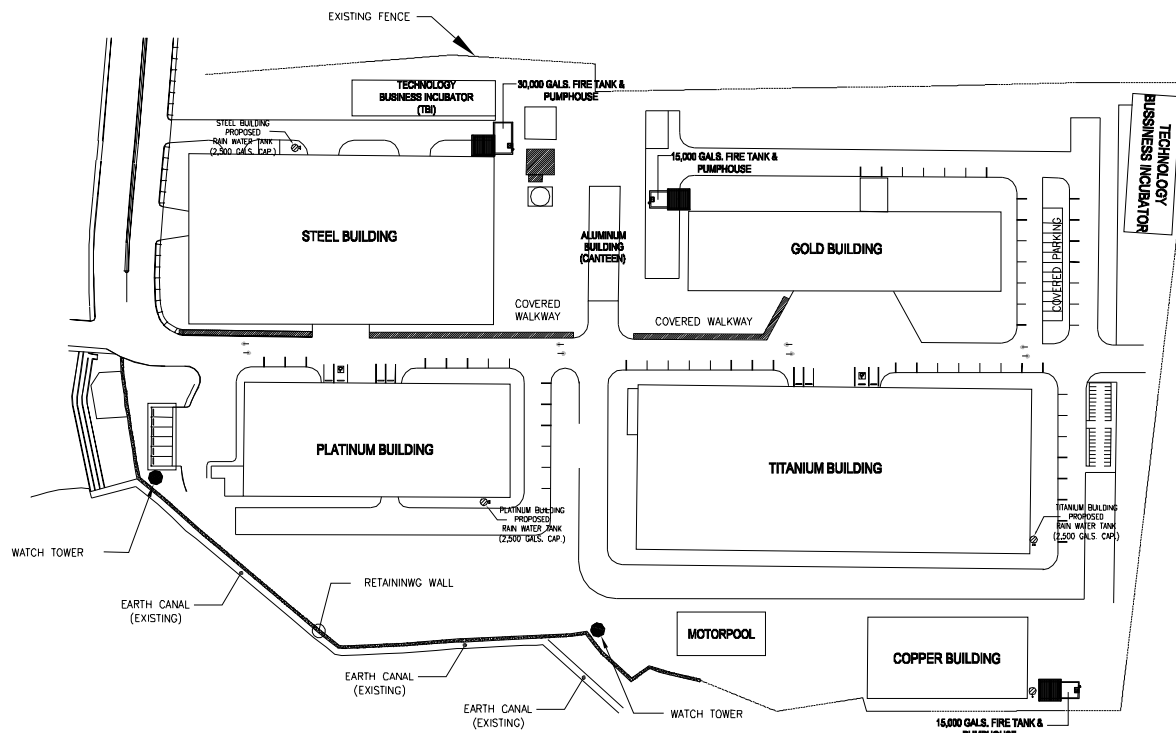 EXISTING FENCE
TECHNOLOGY
BUSINESS INCUBATOR
(TBI)
30,000 GALS. FIRE TANK &
PUMPHOUSE
STEEL BUILDING
PROPOSED
RAIN WATER TANK
(2,500 GALS. CAP.)
15,000 GALS. FIRE TANK &
PUMPHOUSE
TECHNOLOGY
BUSSINESS INCUBATOR
STEEL BUILDING
ALUMINUM
BUILDING
(CANTEEN)
GOLD BUILDING
COVERED PARKING
COVERED
WALKWAY
COVERED WALKWAY
PLATINUM BUILDING
TITANIUM BUILDING
PLATINUM BUILDING
PROPOSED
RAIN WATER TANK
(2,500 GALS. CAP.)
TITANIUM BUILDING
PROPOSED
RAIN WATER TANK
(2,500 GALS. CAP.)
WATCH TOWER
RETAININWG WALL
EARTH CANAL
(EXISTING)
MOTORPOOL
COPPER BUILDING
EARTH CANAL
(EXISTING)
EARTH CANAL
(EXISTING)
WATCH TOWER
15,000 GALS. FIRE TANK &
PUMPHOUSE